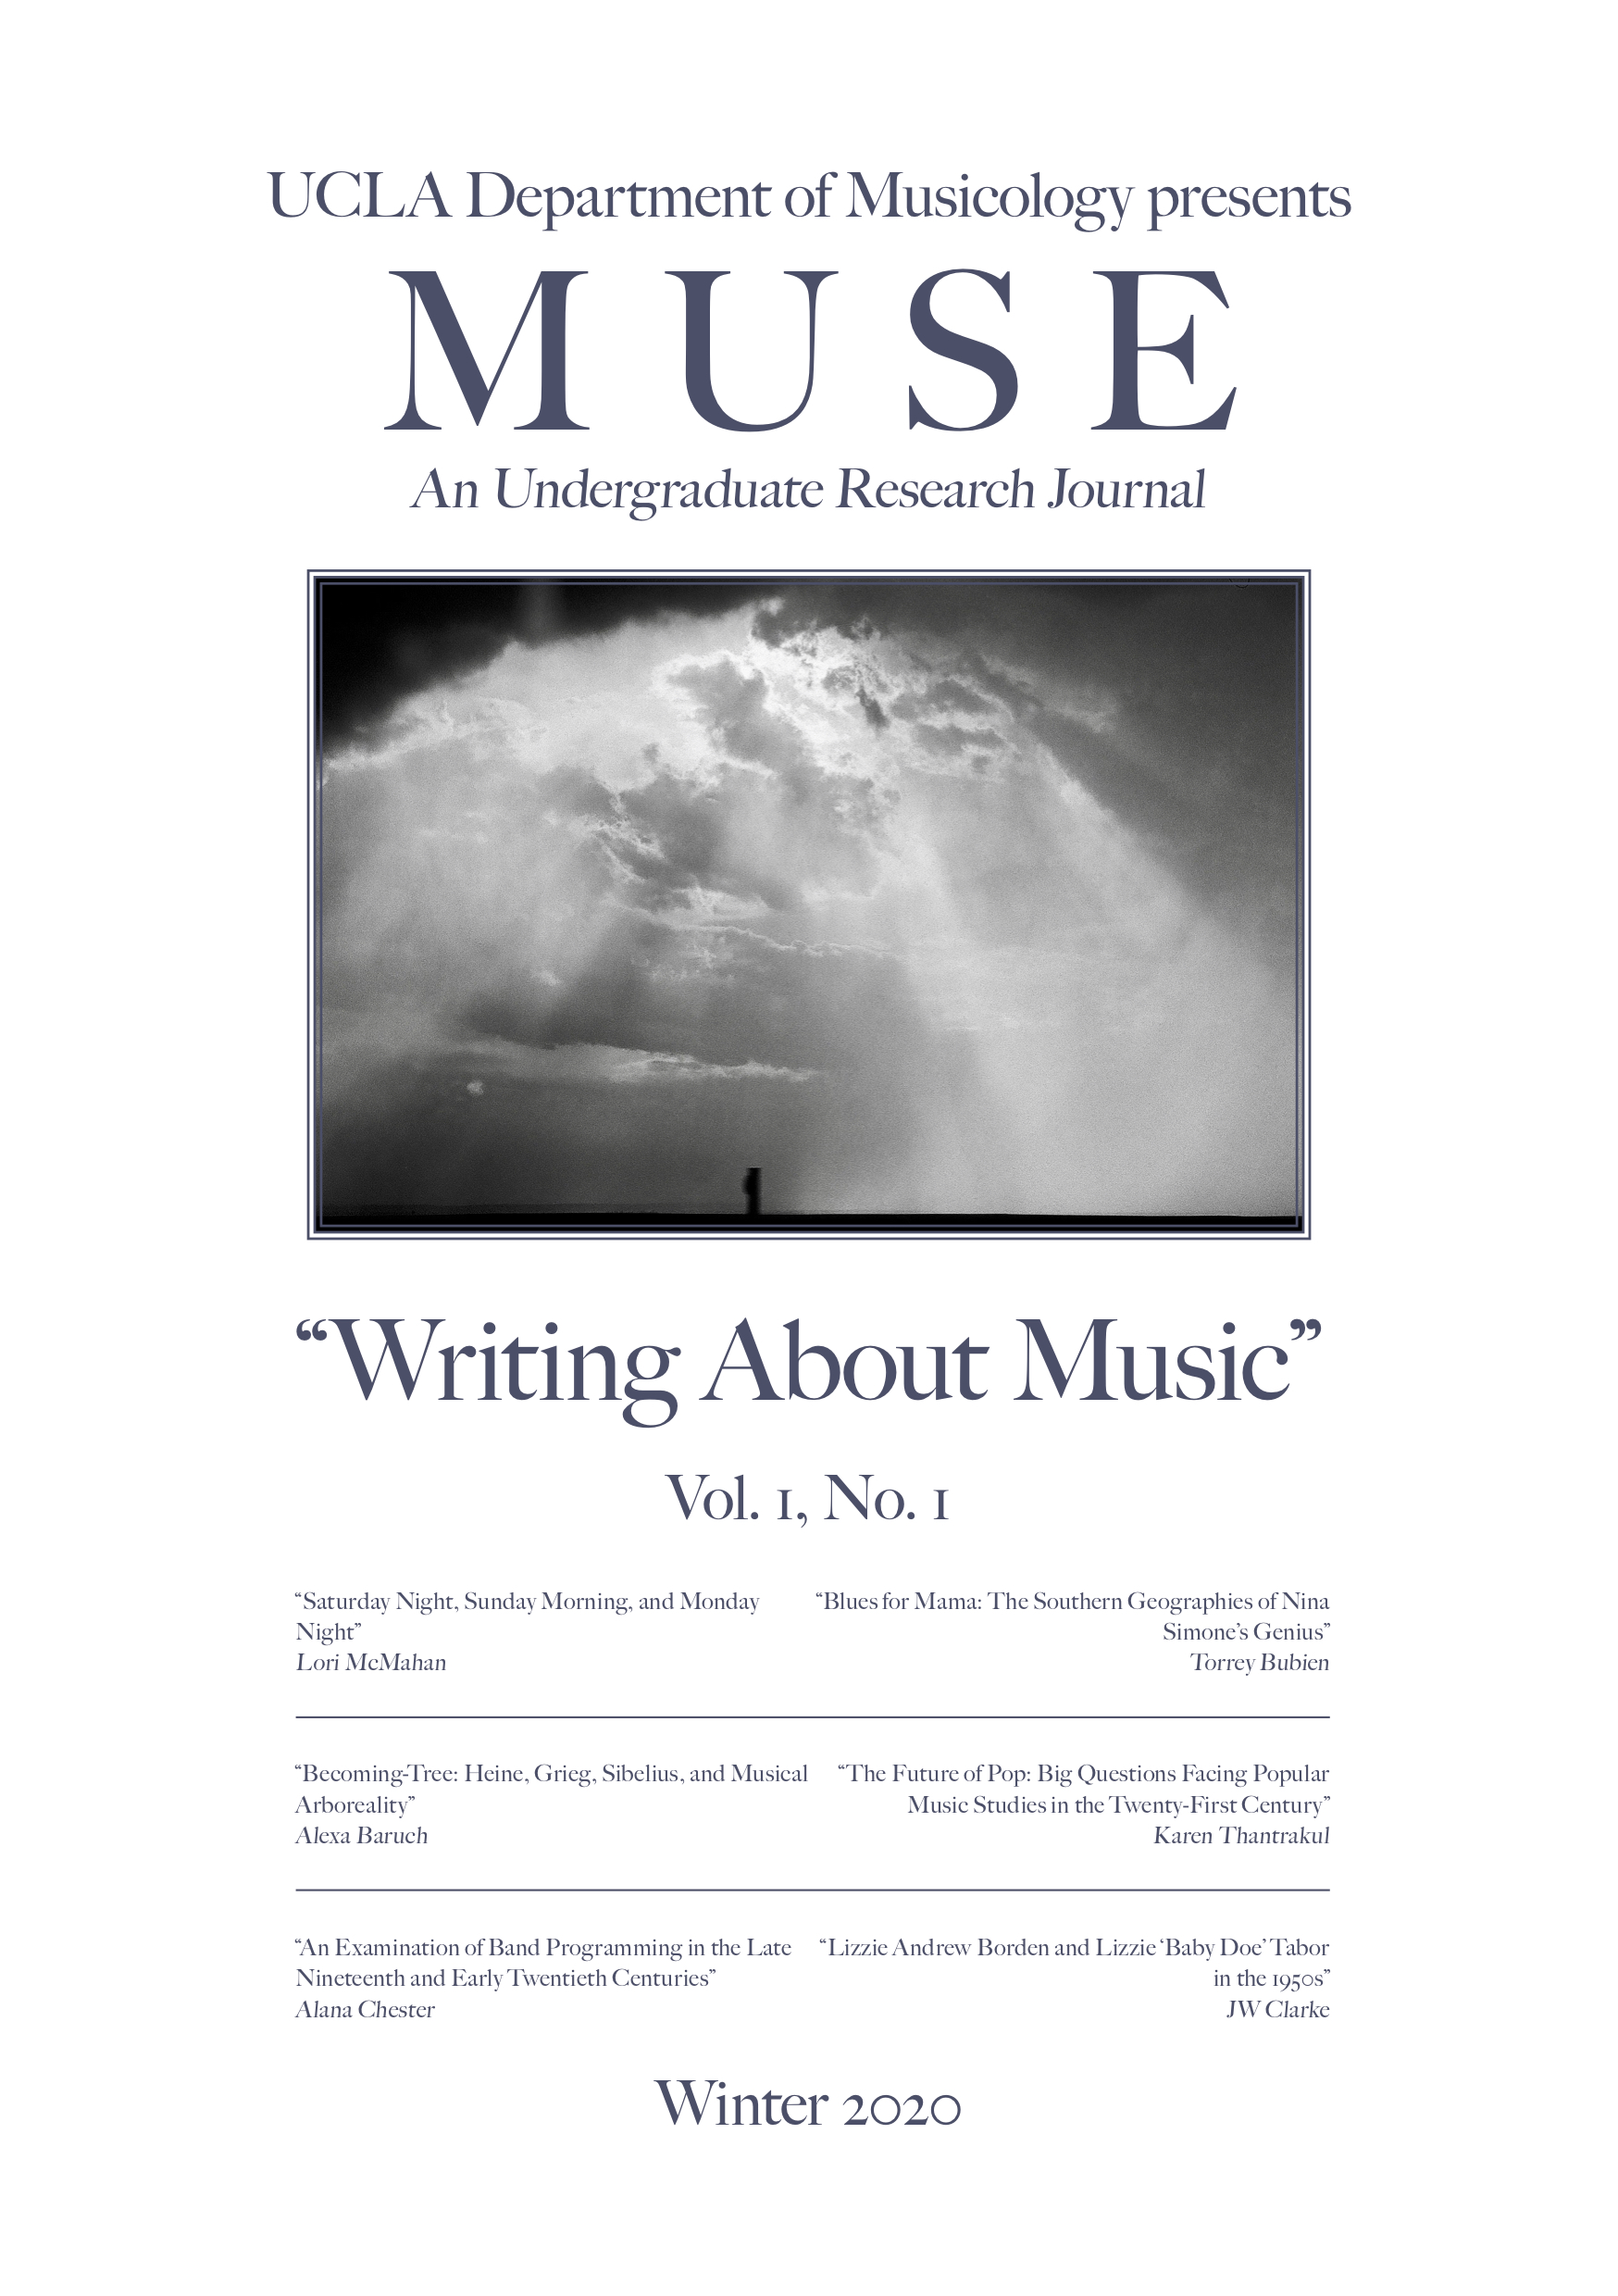 UCLA Department of Musicology presents
MUSE
An Undergraduate Research Journal
“Writing About Music”
Vol. 1, No. 1
“Saturday Night, Sunday Morning, and Monday
Night”
Lori McMahan
“Blues for Mama: The Southern Geographies of Nina
Simone’s Genius”
Torrey Bubien
“Becoming-Tree: Heine, Grieg, Sibelius, and Musical
Arboreality”
Alexa Baruch
“The Future of Pop: Big Questions Facing Popular
Music Studies in the Twenty-First Century”
Karen Thantrakul
“An Examination of Band Programming in the Late
Nineteenth and Early Twentieth Centuries”
Alana Chester
“Lizzie Andrew Borden and Lizzie ‘Baby Doe’ Tabor
in the 1950s”
JW Clarke
Winter 2020